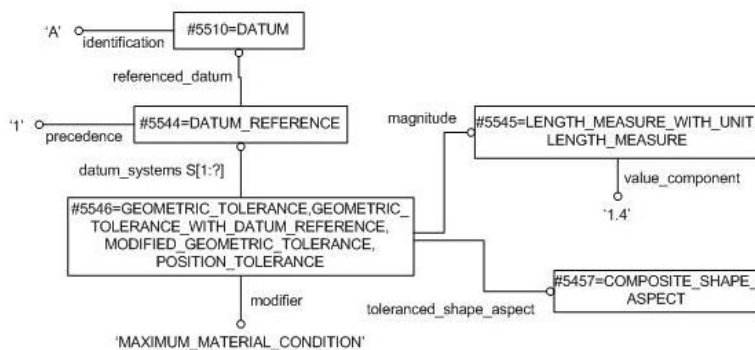 'A'
identification
#5510=DATUM
referenced_datum
'1'
precedence
#5544=DATUM_REFERENCE
magnitude
#5545=LENGTH_MEASURE_WITH_UNIT
LENGTH_MEASURE
datum_systems S[1:?]
value_component
'1.4'
#5546=GEOMETRIC_TOLERANCE,GEOMETRIC_
TOLERANCE_WITH_DATUM_REFERENCE,
MODIFIED_GEOMETRIC_TOLERANCE,
POSITION_TOLERANCE
toleranced_shape_aspect
#5457=COMPOSITE_SHAPE_
ASPECT
modifier
'MAXIMUM_MATERIAL_CONDITION'